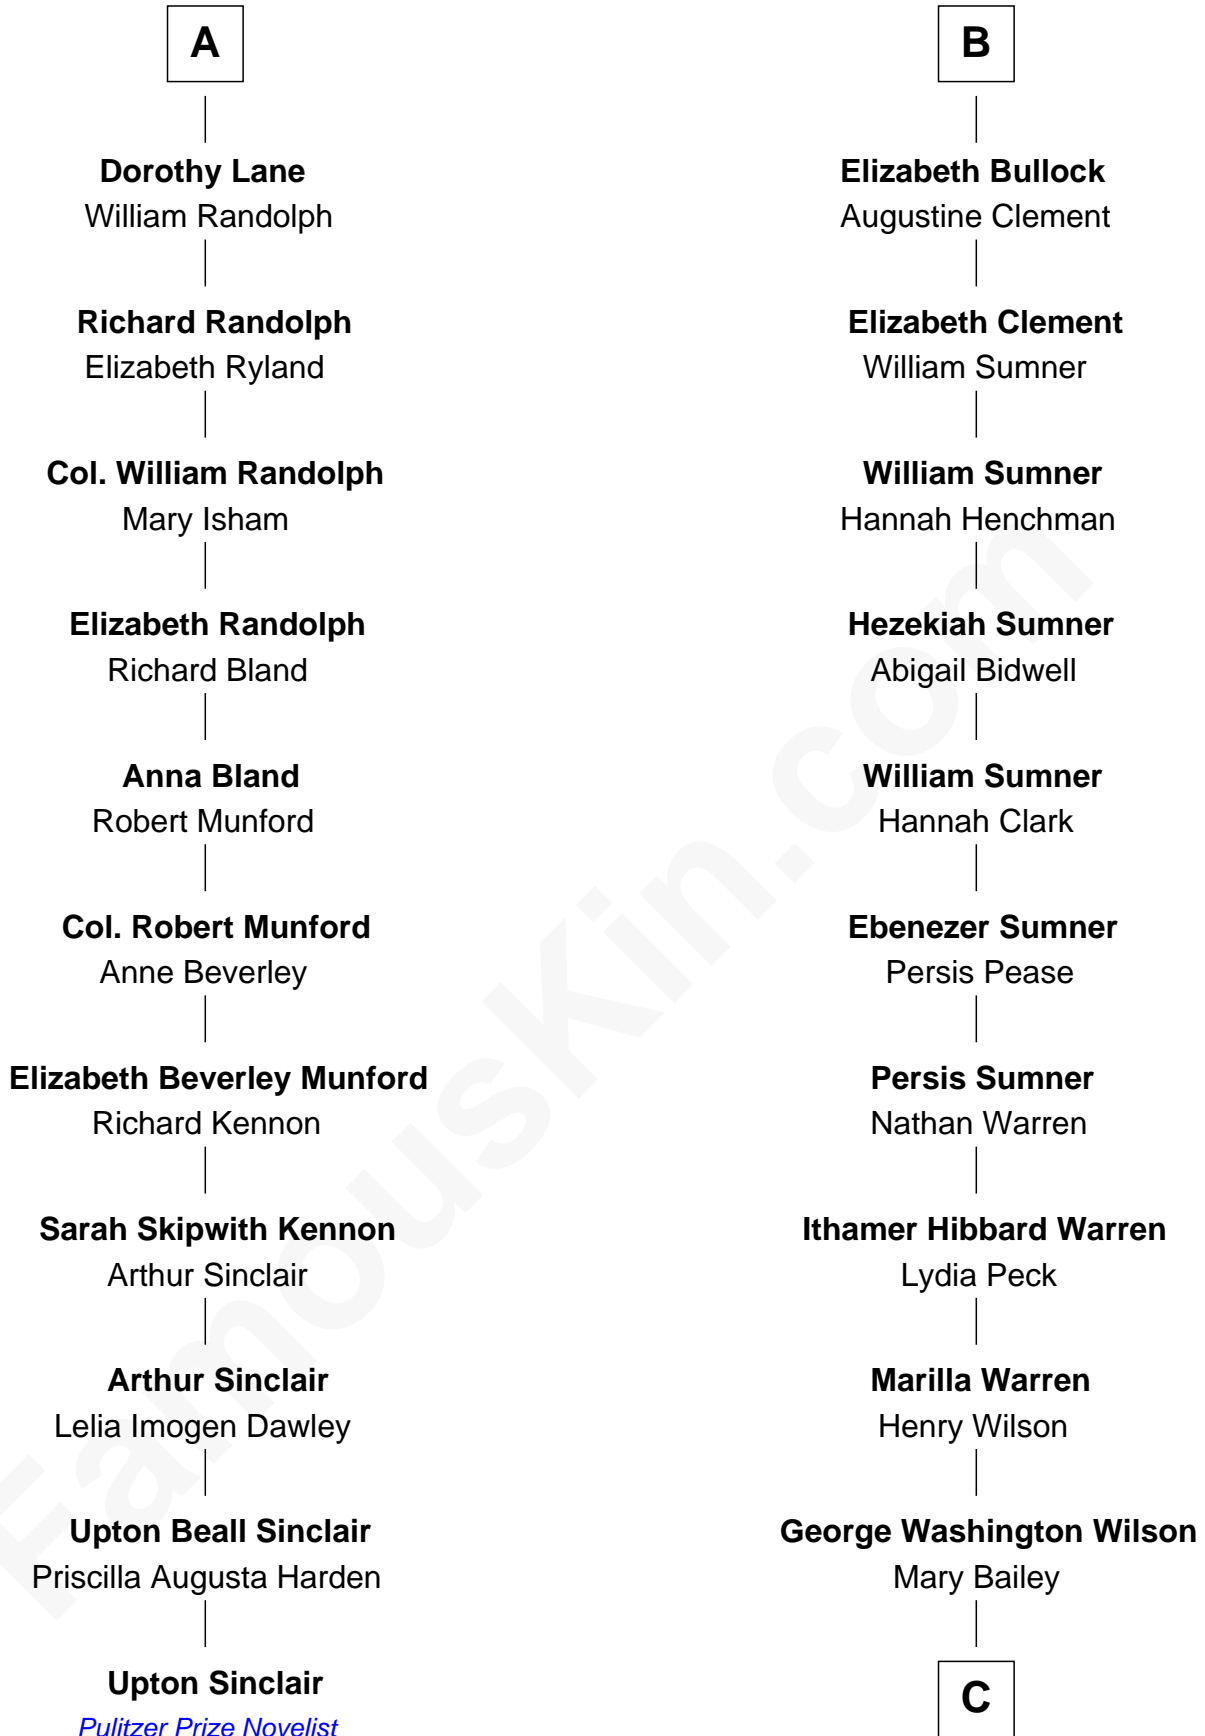 A
Dorothy Lane
William Randolph
Richard Randolph
Elizabeth Ryland
Col. William Randolph
Mary Isham
Elizabeth Randolph
Richard Bland
Anna Bland
Robert Munford
Col. Robert Munford
Anne Beverley
Elizabeth Beverley Munford
Richard Kennon
Sarah Skipwith Kennon
Arthur Sinclair
Arthur Sinclair
Lelia Imogen Dawley
Upton Beall Sinclair
Priscilla Augusta Harden
Upton Sinclair
Pulitzer Prize Novelist
B
Elizabeth Bullock
Augustine Clement
Elizabeth Clement
William Sumner
William Sumner
Hannah Henchman
Hezekiah Sumner
Abigail Bidwell
William Sumner
Hannah Clark
Ebenezer Sumner
Persis Pease
Persis Sumner
Nathan Warren
Ithamer Hibbard Warren
Lydia Peck
Marilla Warren
Henry Wilson
George Washington Wilson
Mary Bailey
C
FamousKin.com